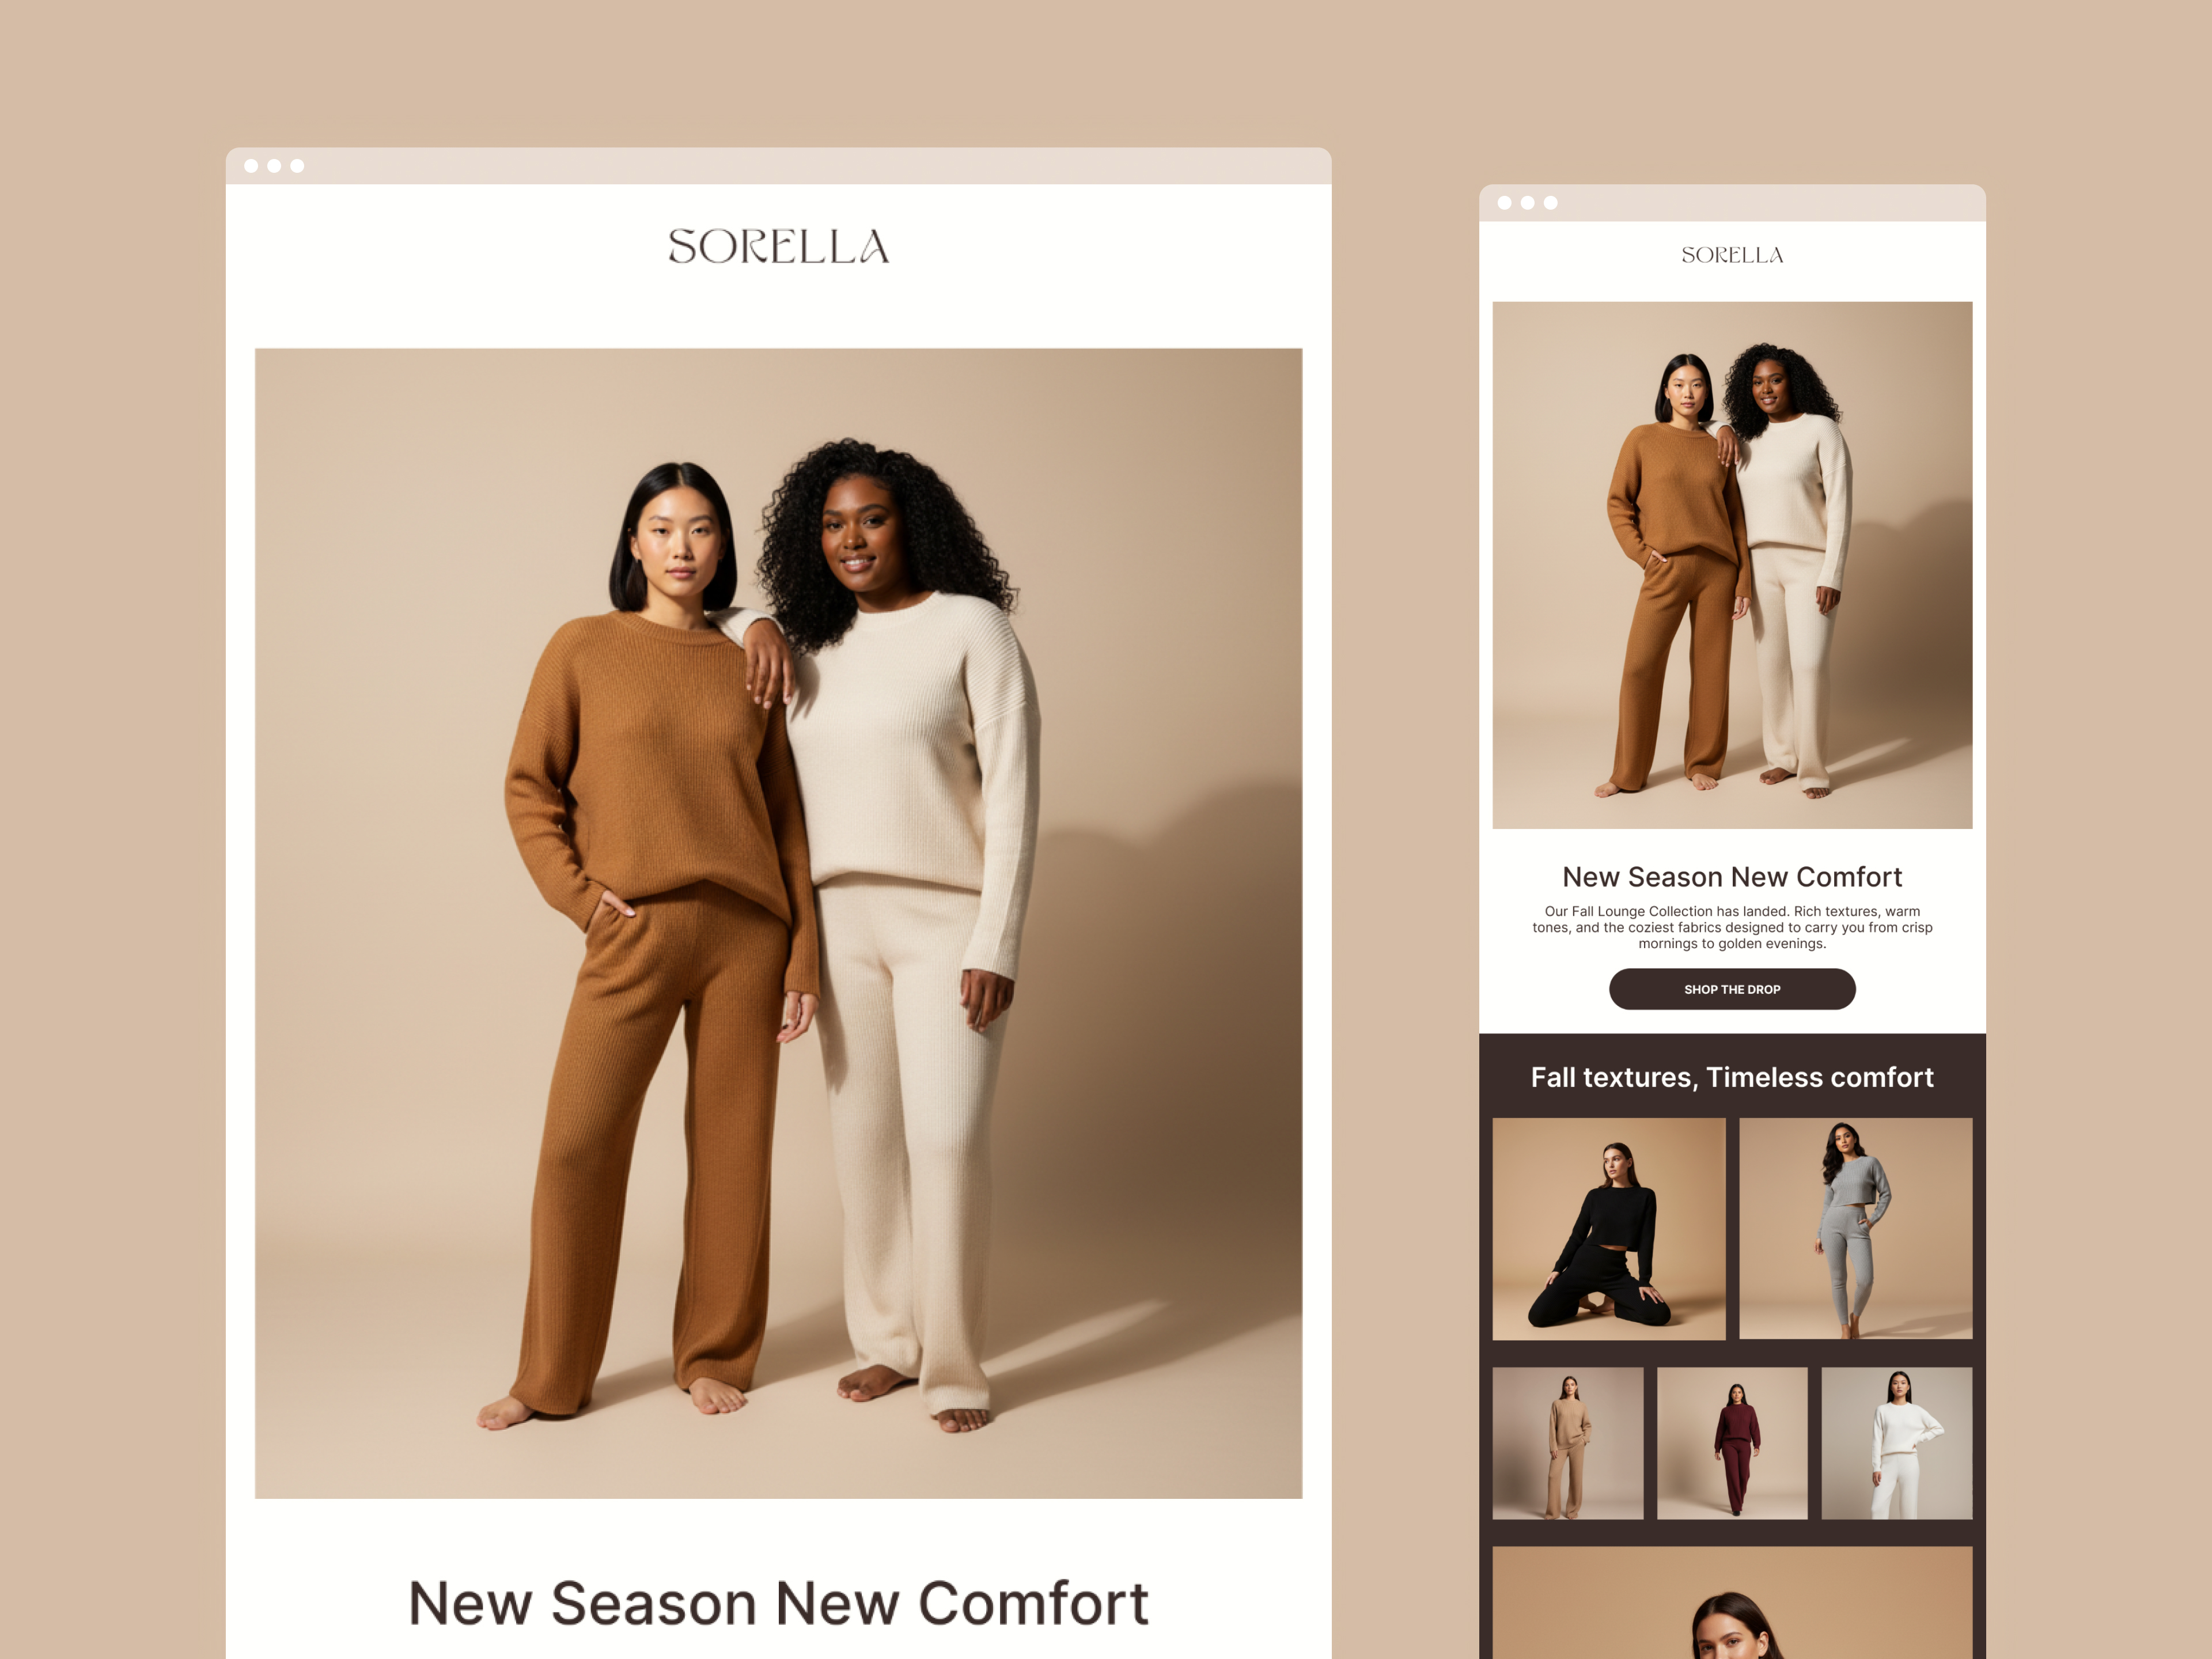 SORELLA
New Season New Comfort
SORELLA
New Season New Comfort
Our Fall Lounge Collection has landed. Rich textures, warm
tones, and the coziest fabrics designed to carry you from crisp
mornings to golden evenings.
SHOP THE DROP
Fall textures, Timeless comfort